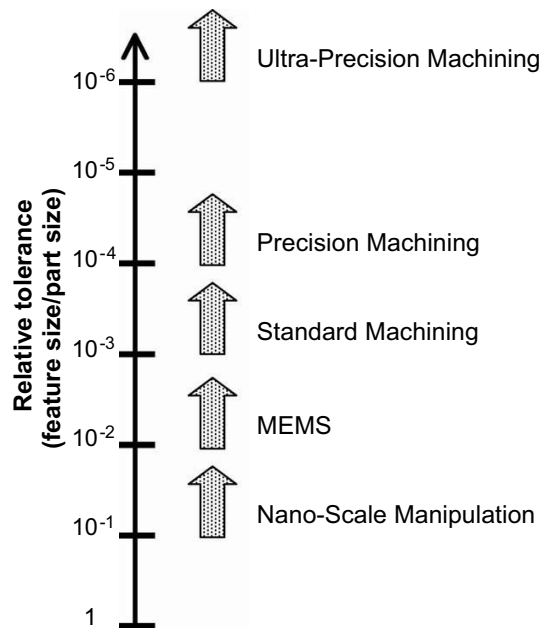 Ultra-Precision Machining
10⁻⁶
10⁻⁵
Precision Machining
10⁻⁴
Standard Machining
10⁻³
MEMS
10⁻²
Nano-Scale Manipulation
10⁻¹
1
Relative tolerance
(feature size/part size)